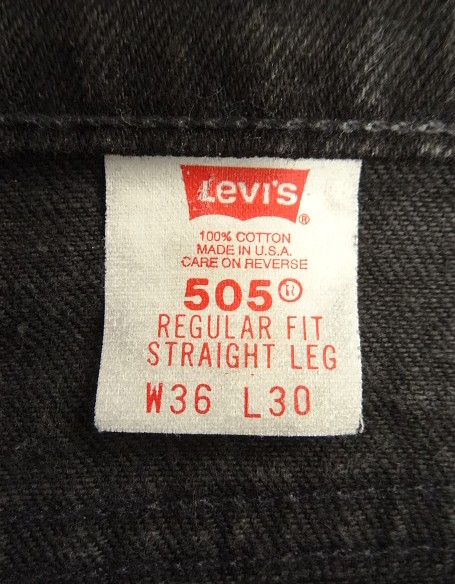 Levi's ®
100% COTTON
MADE IN U.S.A.
CARE ON REVERSE
505®
REGULAR FIT
STRAIGHT LEG
W36 L30